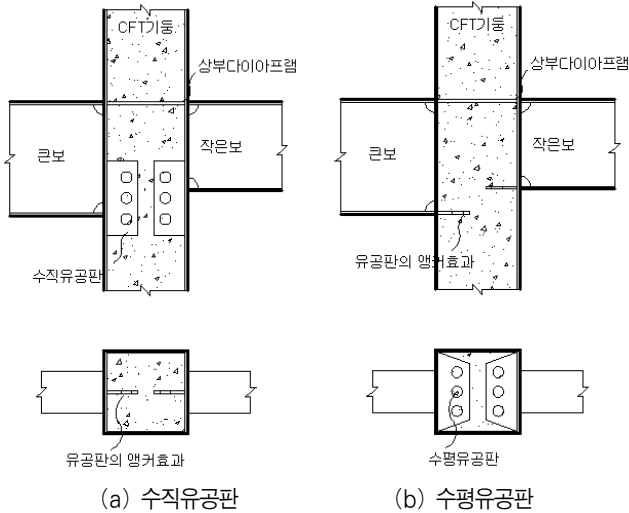 CFT기둥
상부다이아프램
큰보
작은보
수직유공판
유공판의 앵커효과
(a) 수직유공판
CFT기둥
상부다이아프램
큰보
작은보
유공판의 앵커효과
수평유공판
(b) 수평유공판